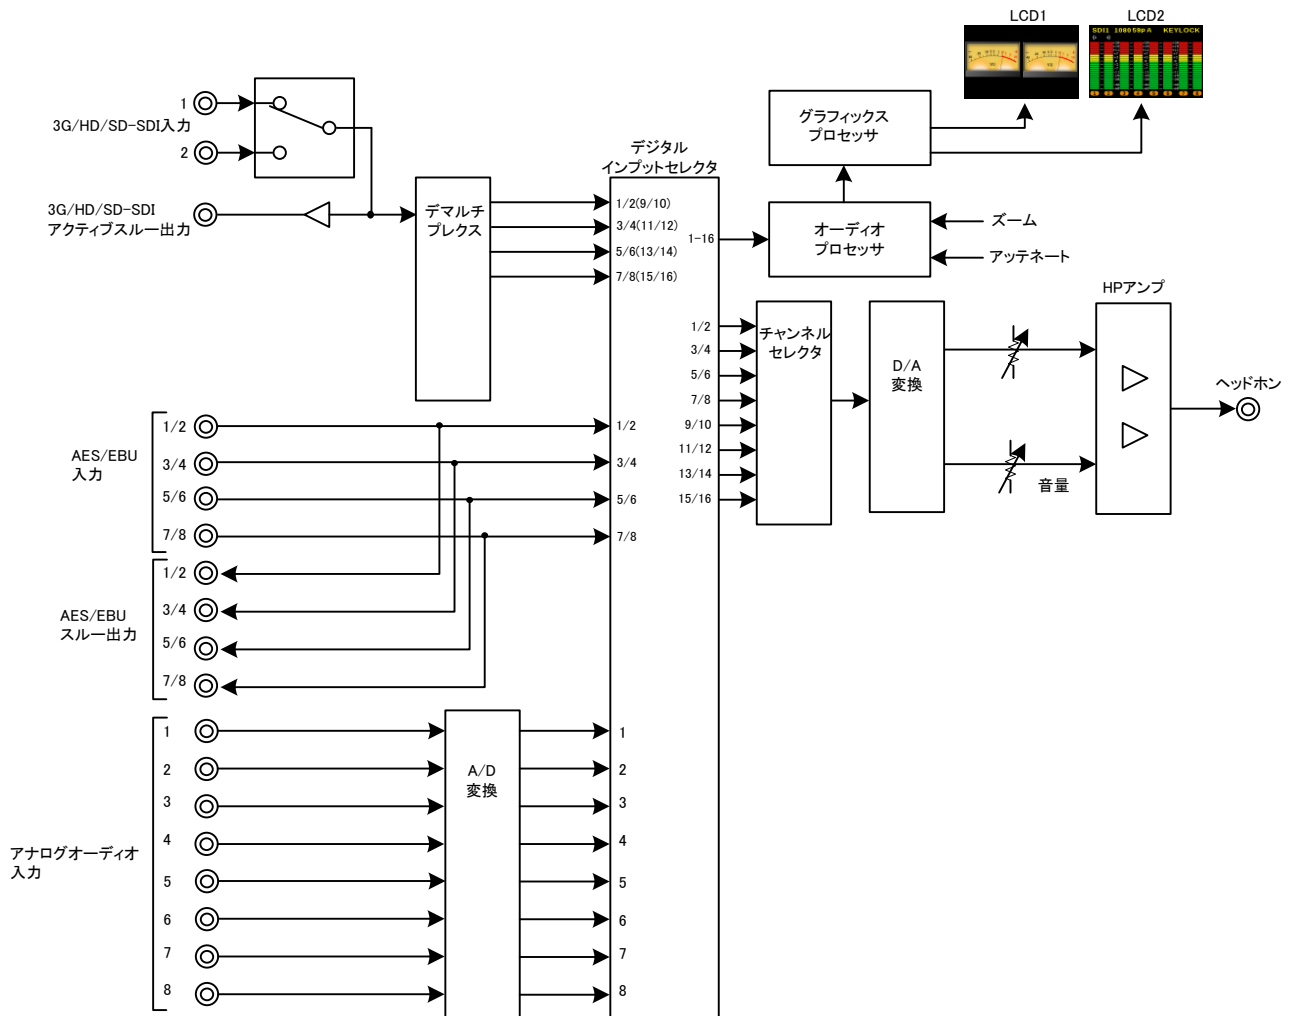 LCD1
LCD2
SDI1 1080 59p A KEYLOCK
1
3G/HD/SD-SDI入力
2
3G/HD/SD-SDI
アクティブスルー出力
デマルチ
プレクス
デジタル
インプットセレクタ
1/2(9/10)
3/4(11/12)
5/6(13/14)
7/8(15/16)
1-16
グラフィックス
プロセッサ
オーディオ
プロセッサ
ズーム
アッテネート
1/2
3/4
5/6
7/8
9/10
11/12
13/14
15/16
チャンネル
セレクタ
D/A
変換
音量
HPアンプ
ヘッドホン
AES/EBU
入力
1/2
3/4
5/6
7/8
1/2
3/4
5/6
7/8
AES/EBU
スルー出力
1/2
3/4
5/6
7/8
アナログオーディオ
入力
1
2
3
4
5
6
7
8
A/D
変換
1
2
3
4
5
6
7
8